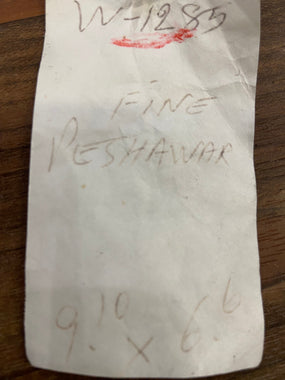 W-1285
FINE
PESHAWAR
9.10 x 6.6